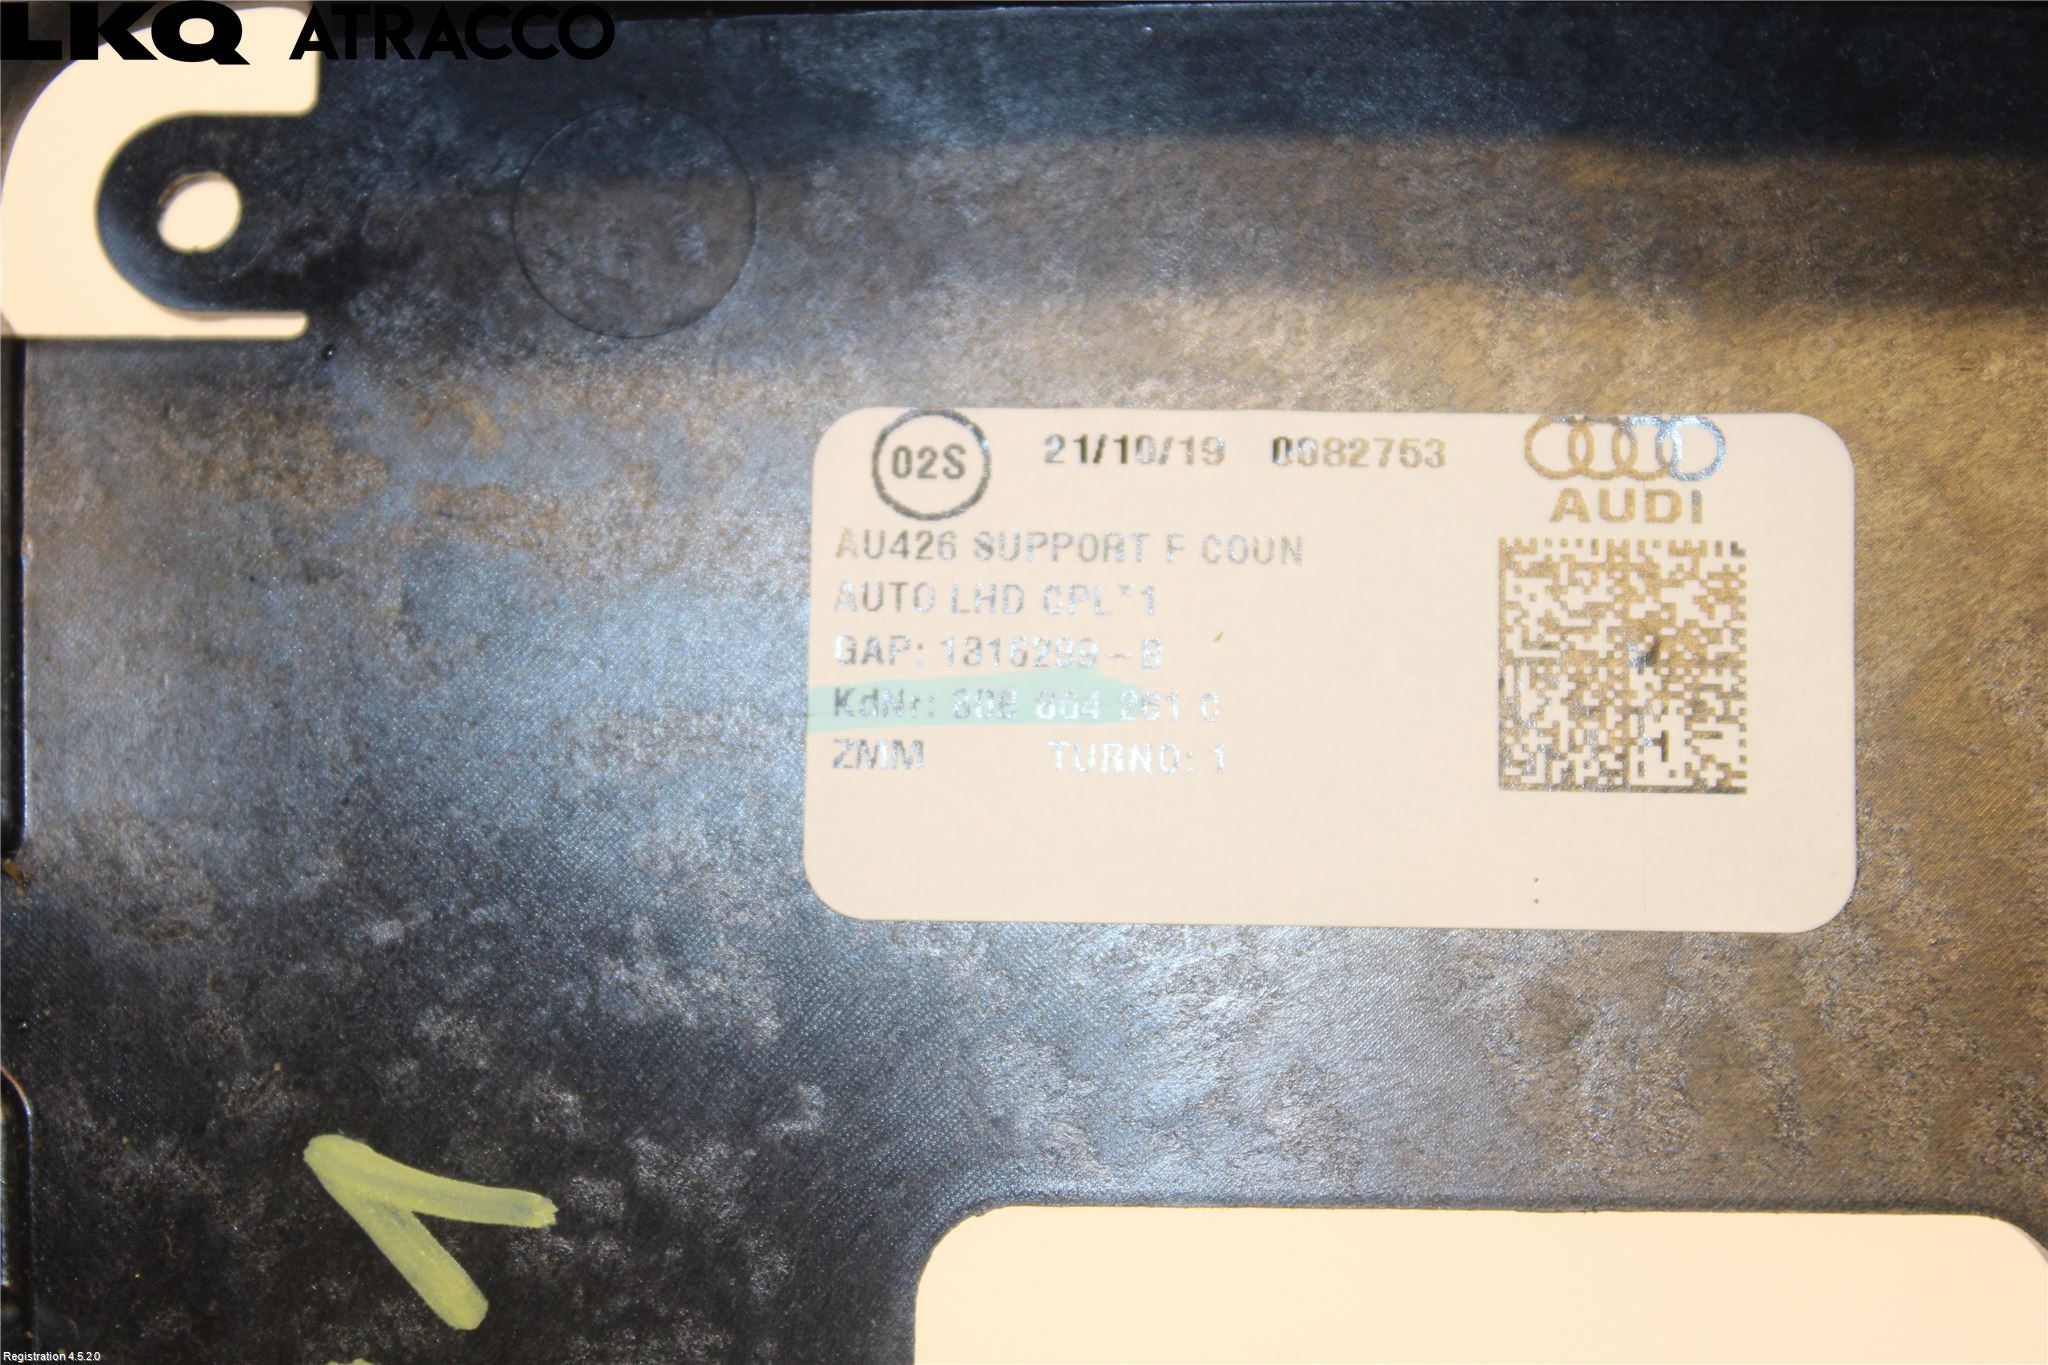 LKQ ATRACCO
02S 21/10/19 0082753
AUDI
AU426 SUPPORT F COUN
AUTO LHD CPL*1
GAP: 1316299-B
KdNr: 80B 864 261 C
ZMM TURNO: 1
Registration 4.5.2.0